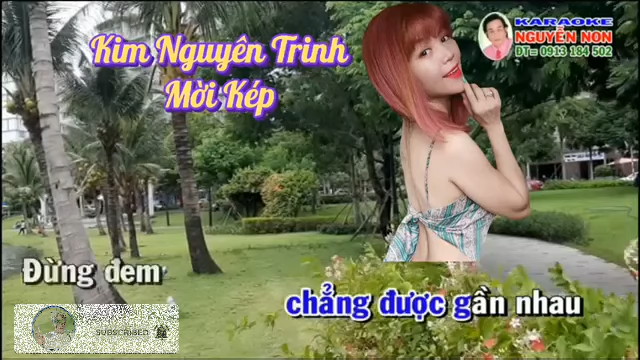 Kim Nguyên Trinh
Mời Kép
KARAOKE
NGUYỄN NON
ĐT= 0913 184 502
Đừng đem
chẳng được gần nhau
SUBSCRIBED